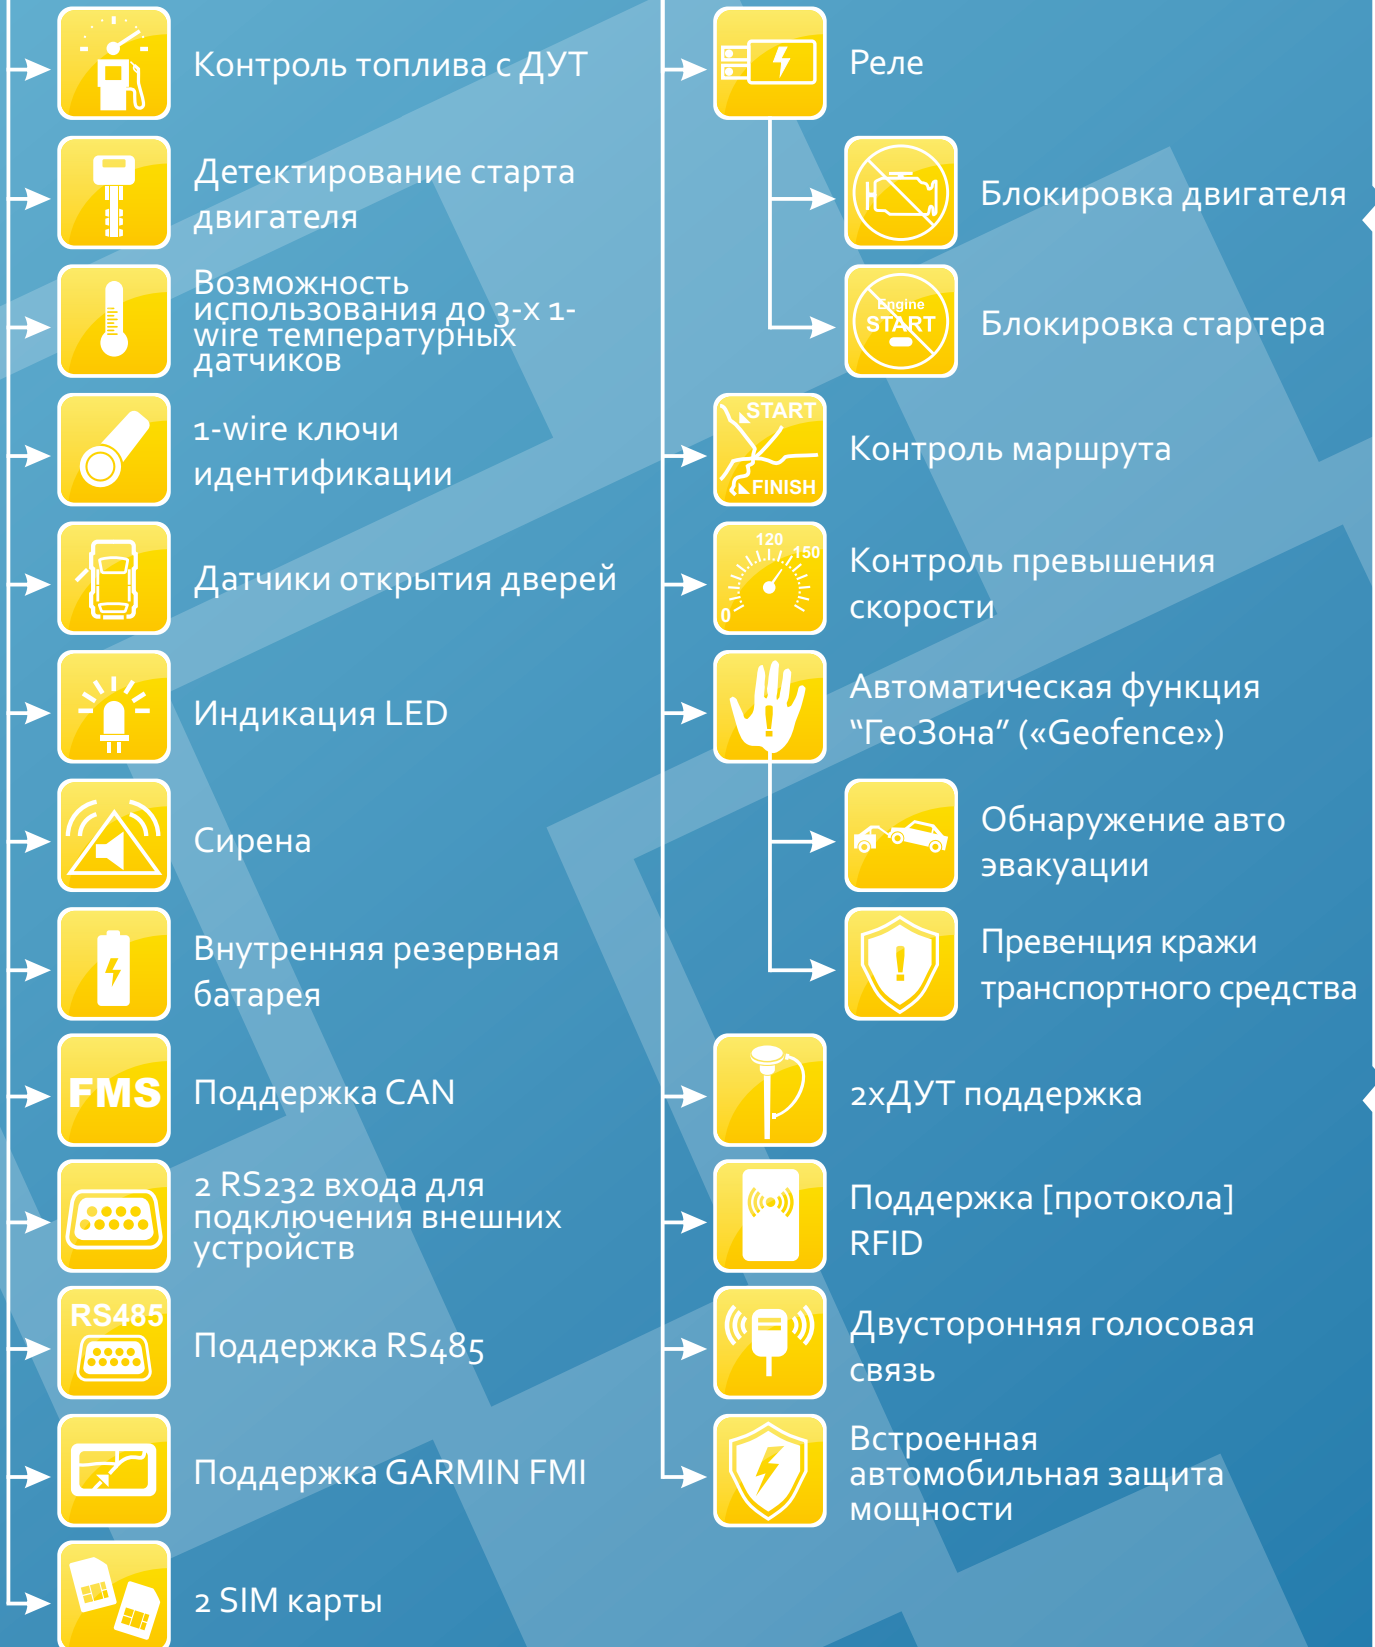 Контроль топлива с ДУТ
Детектирование старта
двигателя
Возможность
использования до 3-х 1-
wire температурных
датчиков
1-wire ключи
идентификации
Датчики открытия дверей
Индикация LED
Сирена
Внутренняя резервная
батарея
FMS
Поддержка CAN
2 RS232 входа для
подключения внешних
устройств
RS485
Поддержка RS485
Поддержка GARMIN FMI
2 SIM карты
Реле
Блокировка двигателя
Engine
START
Блокировка стартера
START
FINISH
Контроль маршрута
120
150
0
Контроль превышения
скорости
Автоматическая функция
“ГеоЗона” («Geofence»)
Обнаружение авто
эвакуации
Превенция кражи
транспортного средства
2хДУТ поддержка
Поддержка [протокола]
RFID
Двусторонняя голосовая
связь
Встроенная
автомобильная защита
мощности